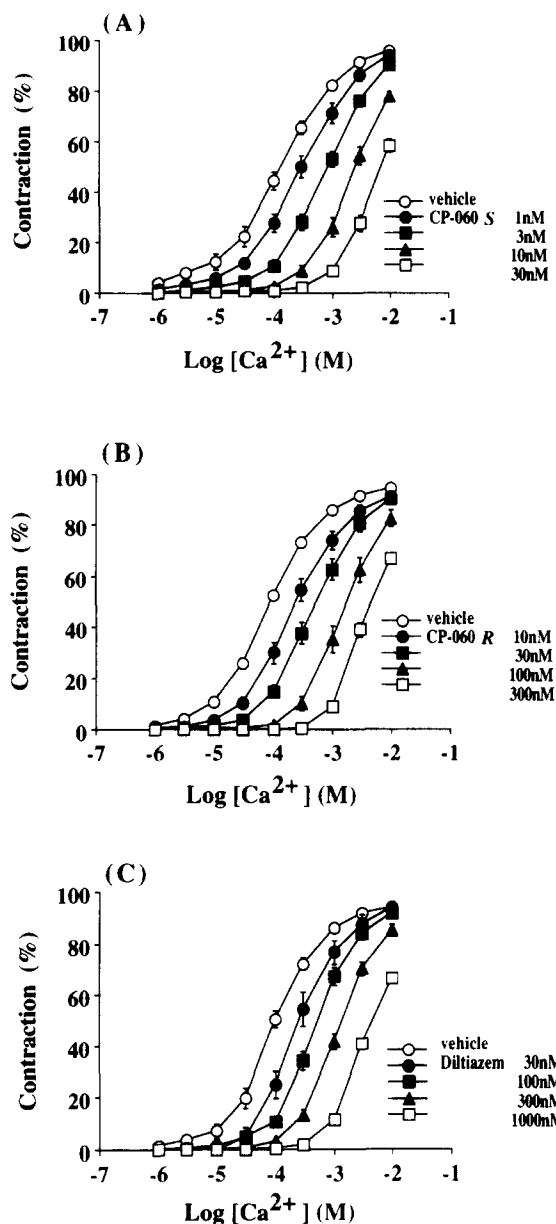 (A)
100
80
60
40
20
0
Contraction (%)
vehicle
CP-060 S 1nM
3nM
10nM
30nM
-7 -6 -5 -4 -3 -2 -1
Log [Ca2+] (M)
(B)
100
80
60
40
20
0
Contraction (%)
vehicle
CP-060 R 10nM
30nM
100nM
300nM
-7 -6 -5 -4 -3 -2 -1
Log [Ca2+] (M)
(C)
100
80
60
40
20
0
Contraction (%)
vehicle
Diltiazem 30nM
100nM
300nM
1000nM
-7 -6 -5 -4 -3 -2 -1
Log [Ca2+] (M)